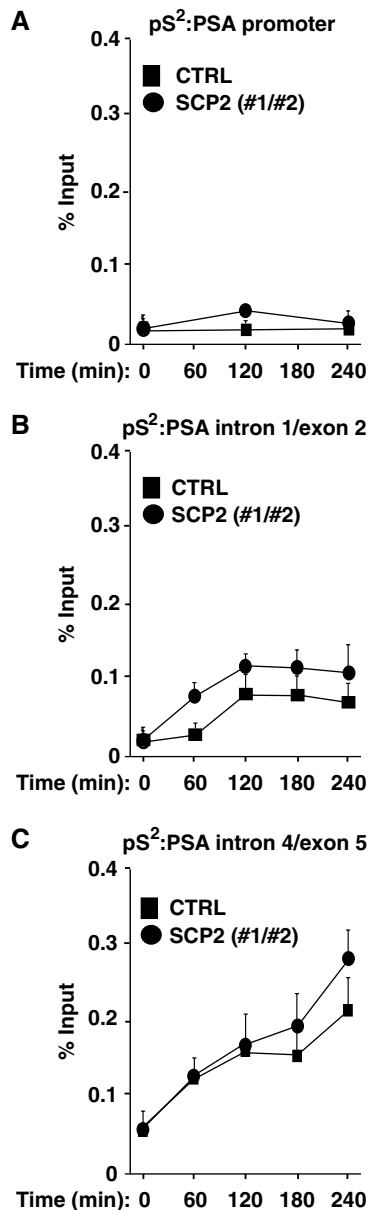 A
pS²:PSA promoter
0.4
CTRL
SCP2 (#1/#2)
0.3
0.2
0.1
0
% Input
Time (min): 0 60 120 180 240
B
pS²:PSA intron 1/exon 2
0.4
CTRL
SCP2 (#1/#2)
0.3
0.2
0.1
0
% Input
Time (min): 0 60 120 180 240
C
pS²:PSA intron 4/exon 5
0.4
CTRL
SCP2 (#1/#2)
0.3
0.2
0.1
0
% Input
Time (min): 0 60 120 180 240